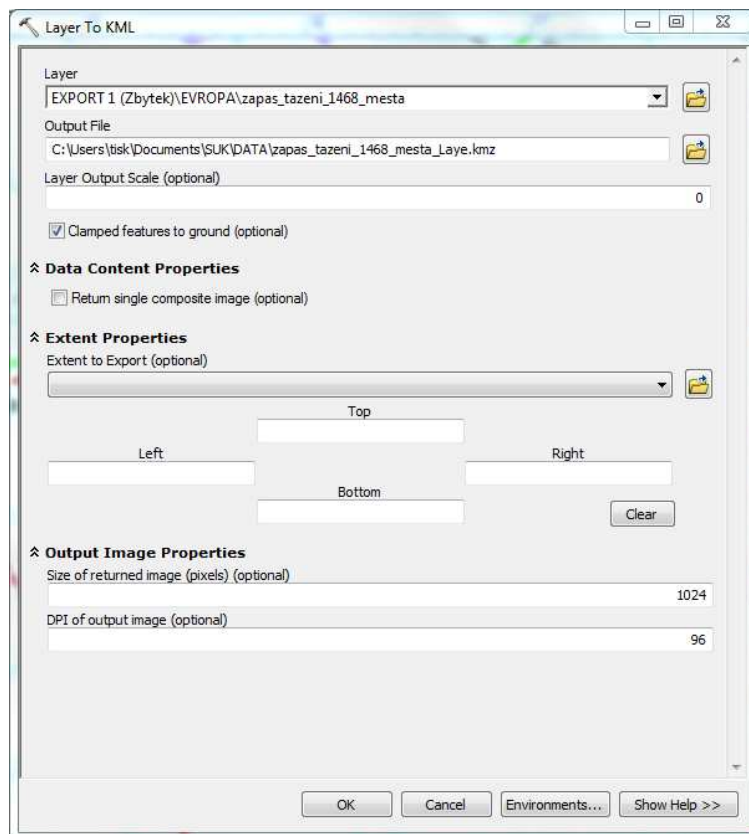 Layer To KML
Layer
EXPORT 1 (Zbytek)\EVROPA\zapas_tazeni_1468_mesta
Output File
C:\Users\tisk\Documents\SUK\DATA\zapas_tazeni_1468_mesta_Laye.kmz
Layer Output Scale (optional)
0
Clamped features to ground (optional)
Data Content Properties
Return single composite image (optional)
Extent Properties
Extent to Export (optional)
Top
Left Right
Bottom
Clear
Output Image Properties
Size of returned image (pixels) (optional)
1024
DPI of output image (optional)
96
OK Cancel Environments... Show Help >>